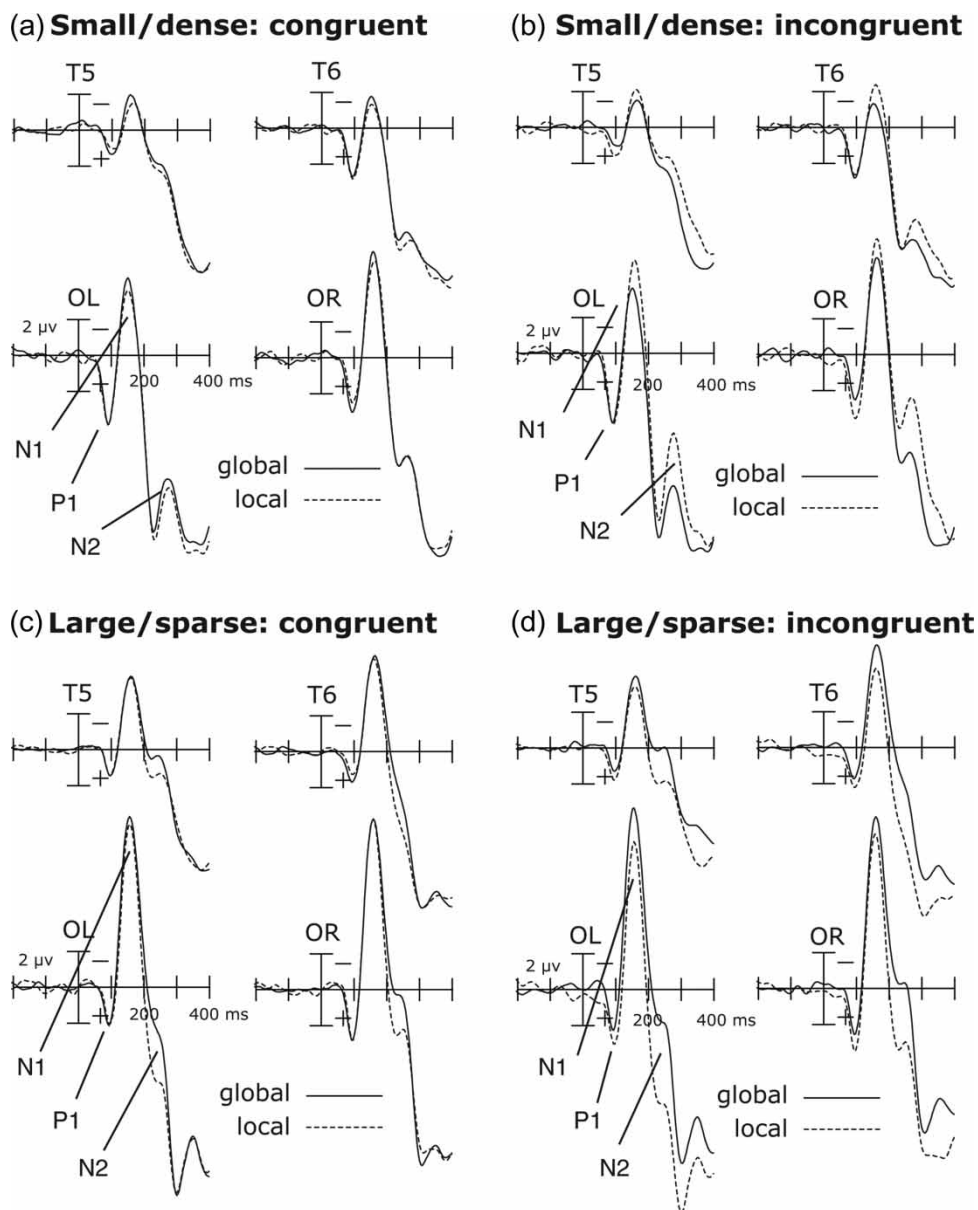 (a) Small/dense: congruent
T5
−
+
T6
−
+
OL
2 μv
−
+
200
400 ms
OR
−
+
N1
P1
N2
global
local
(b) Small/dense: incongruent
T5
−
+
T6
−
+
OL
2 μv
−
+
200
400 ms
OR
−
+
N1
P1
N2
global
local
(c) Large/sparse: congruent
T5
−
+
T6
−
+
OL
2 μv
−
+
200
400 ms
OR
−
+
N1
P1
N2
global
local
(d) Large/sparse: incongruent
T5
−
+
T6
−
+
OL
2 μv
−
+
200
400 ms
OR
−
+
N1
P1
N2
global
local